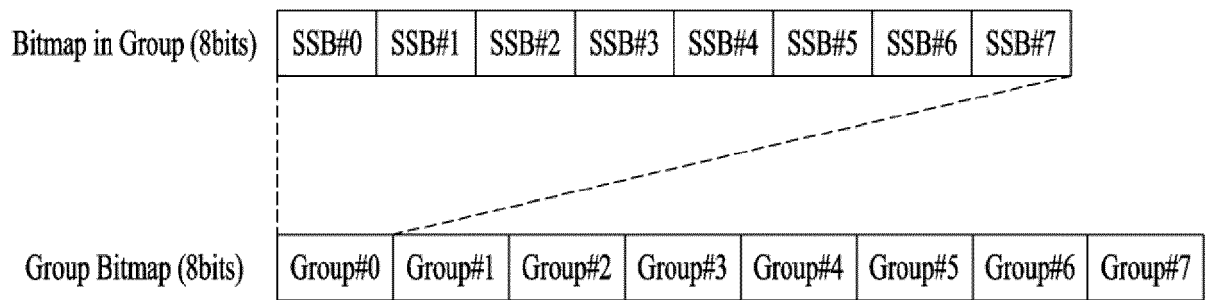 Bitmap in Group (8bits) SSB#0 SSB#1 SSB#2 SSB#3 SSB#4 SSB#5 SSB#6 SSB#7
Group Bitmap (8bits) Group#0 Group#1 Group#2 Group#3 Group#4 Group#5 Group#6 Group#7